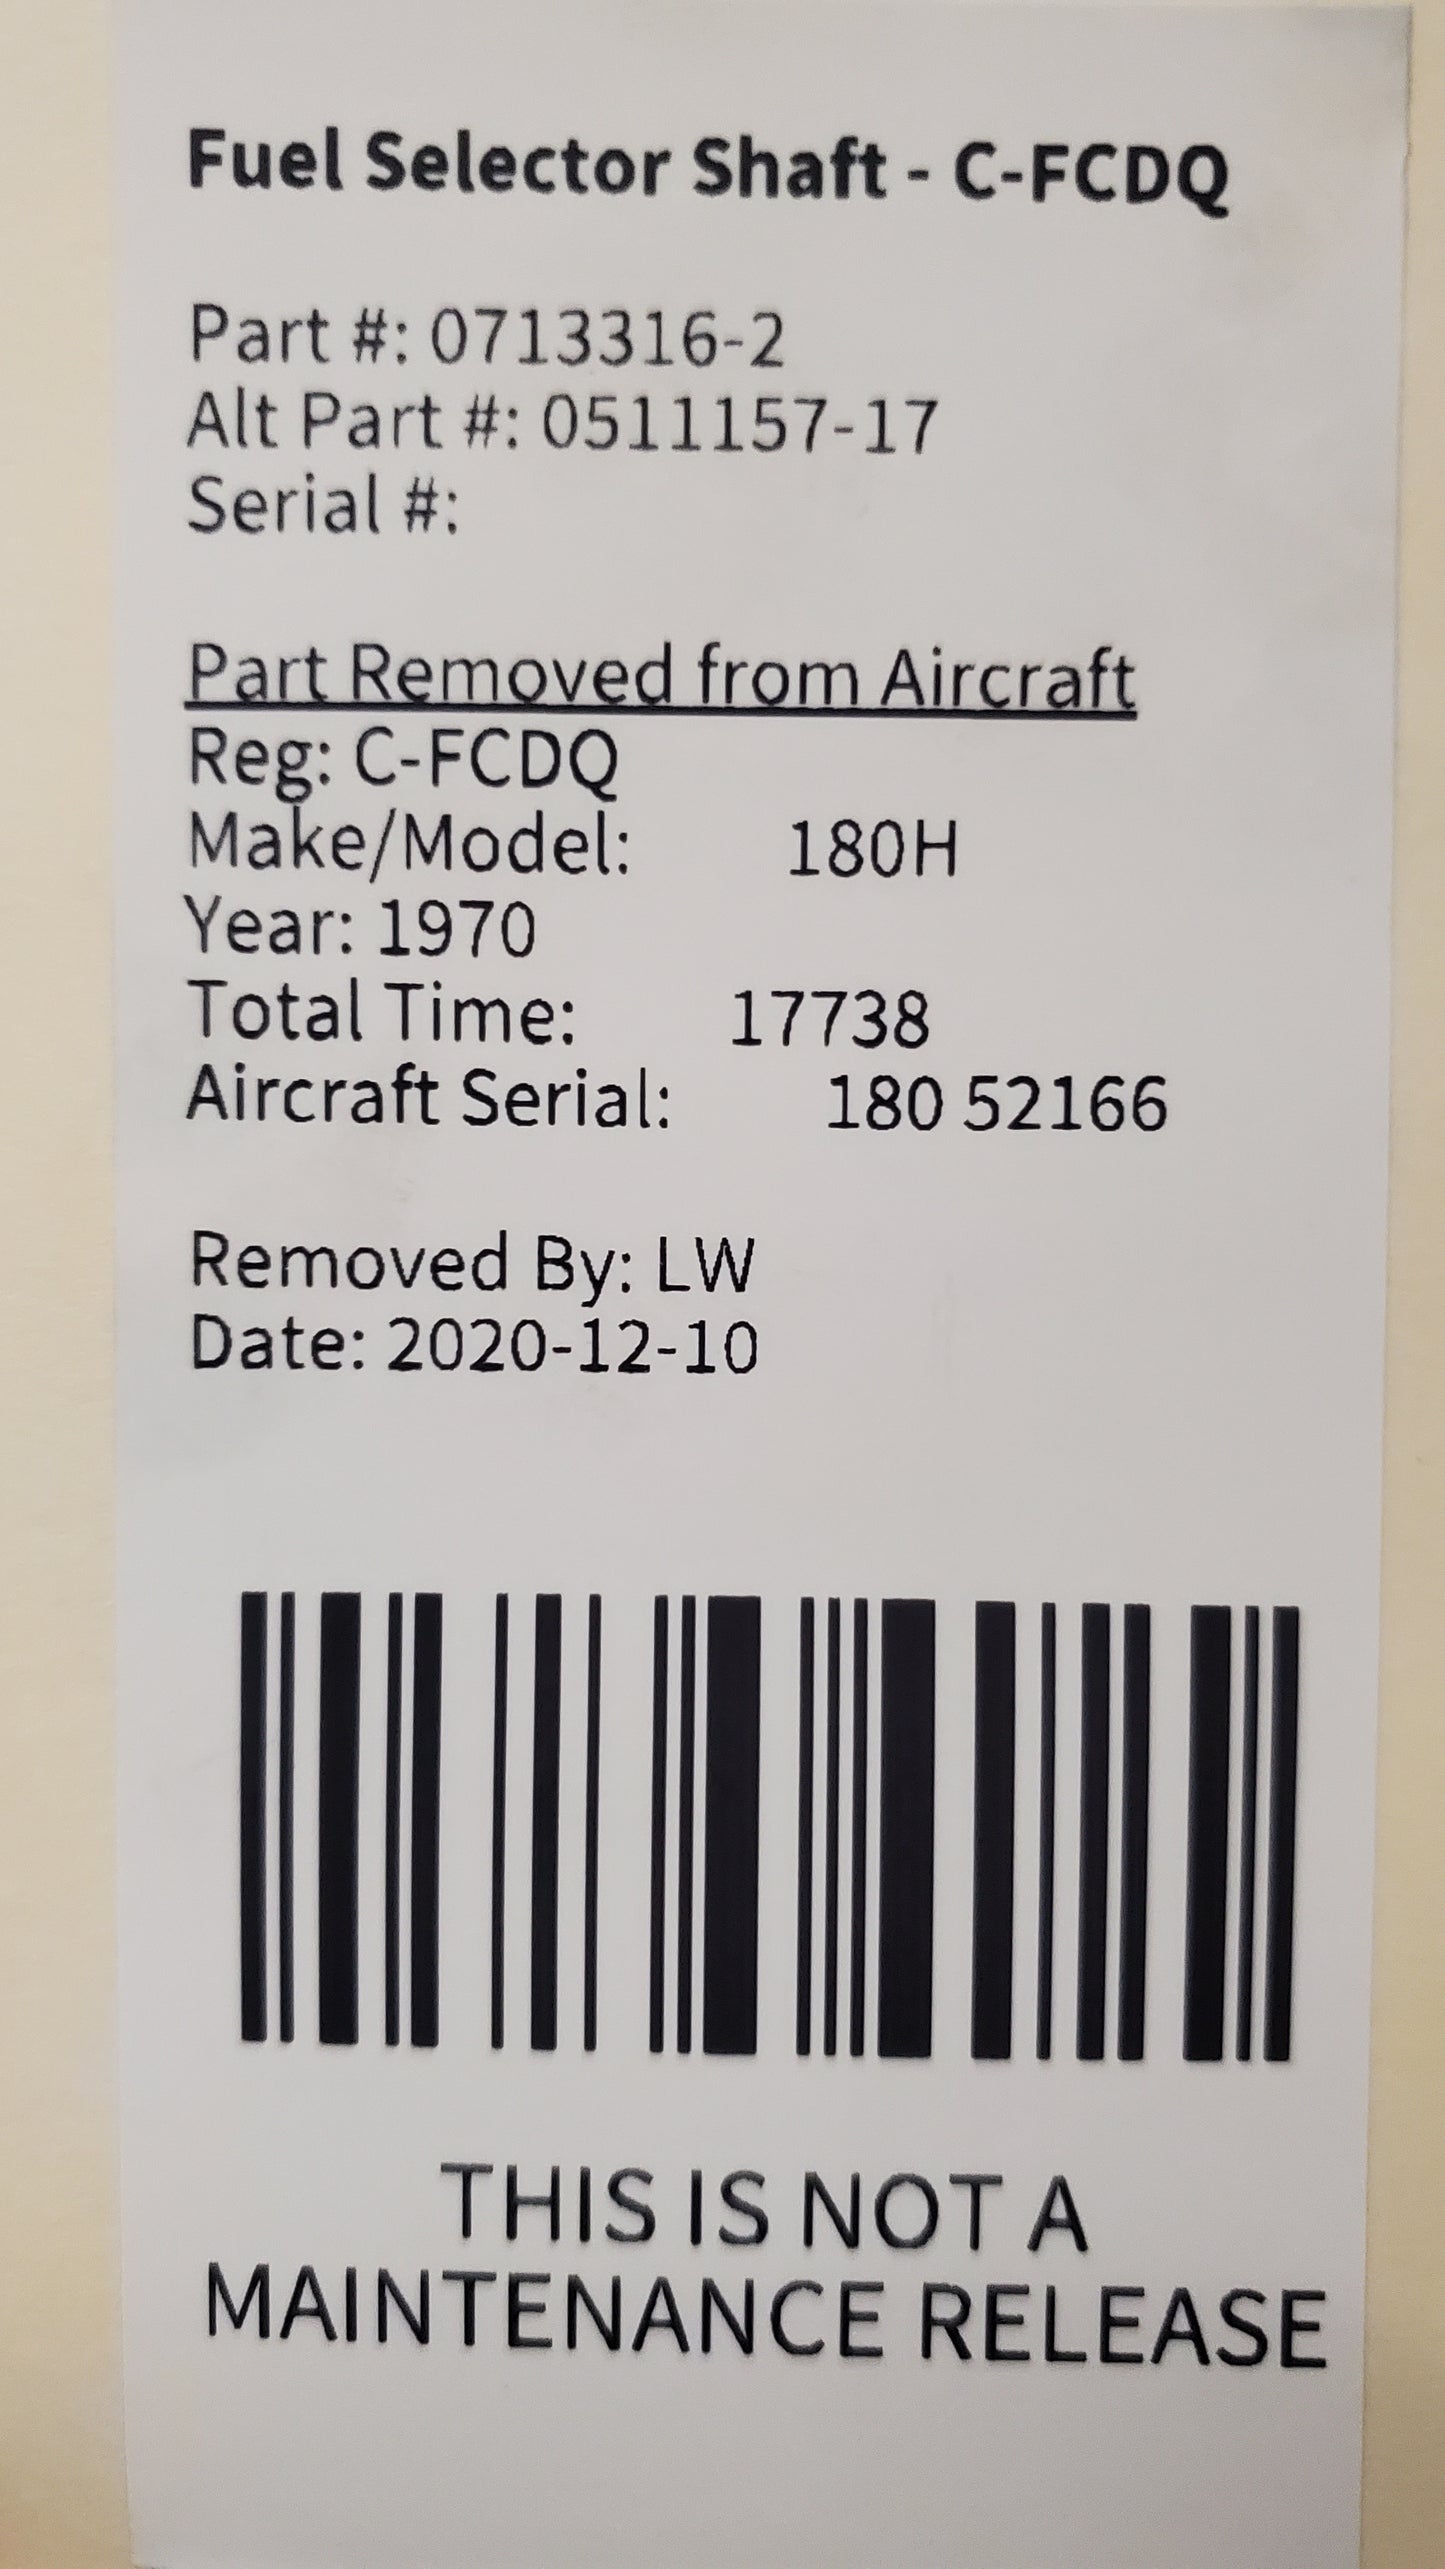 Fuel Selector Shaft - C-FCDQ
Part #: 0713316-2
Alt Part #: 0511157-17
Serial #:
Part Removed from Aircraft
Reg: C-FCDQ
Make/Model: 180H
Year: 1970
Total Time: 17738
Aircraft Serial: 180 52166
Removed By: LW
Date: 2020-12-10
THIS IS NOT A
MAINTENANCE RELEASE